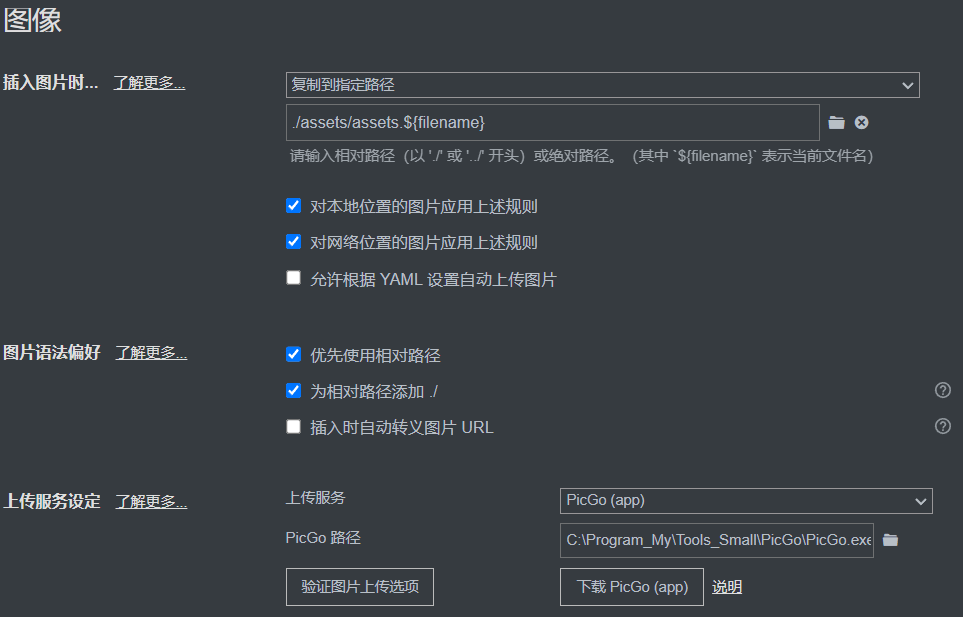 图像
插入图片时... 了解更多...
复制到指定路径
./assets/assets.${filename}
请输入相对路径（以 './' 或 '../' 开头）或绝对路径。（其中 `${filename}` 表示当前文件名）
对本地位置的图片应用上述规则
对网络位置的图片应用上述规则
允许根据 YAML 设置自动上传图片
图片语法偏好 了解更多...
优先使用相对路径
为相对路径添加 ./
插入时自动转义图片 URL
上传服务设定 了解更多...
上传服务 PicGo (app)
PicGo 路径 C:\Program_My\Tools_Small\PicGo\PicGo.exe
验证图片上传选项 下载 PicGo (app) 说明